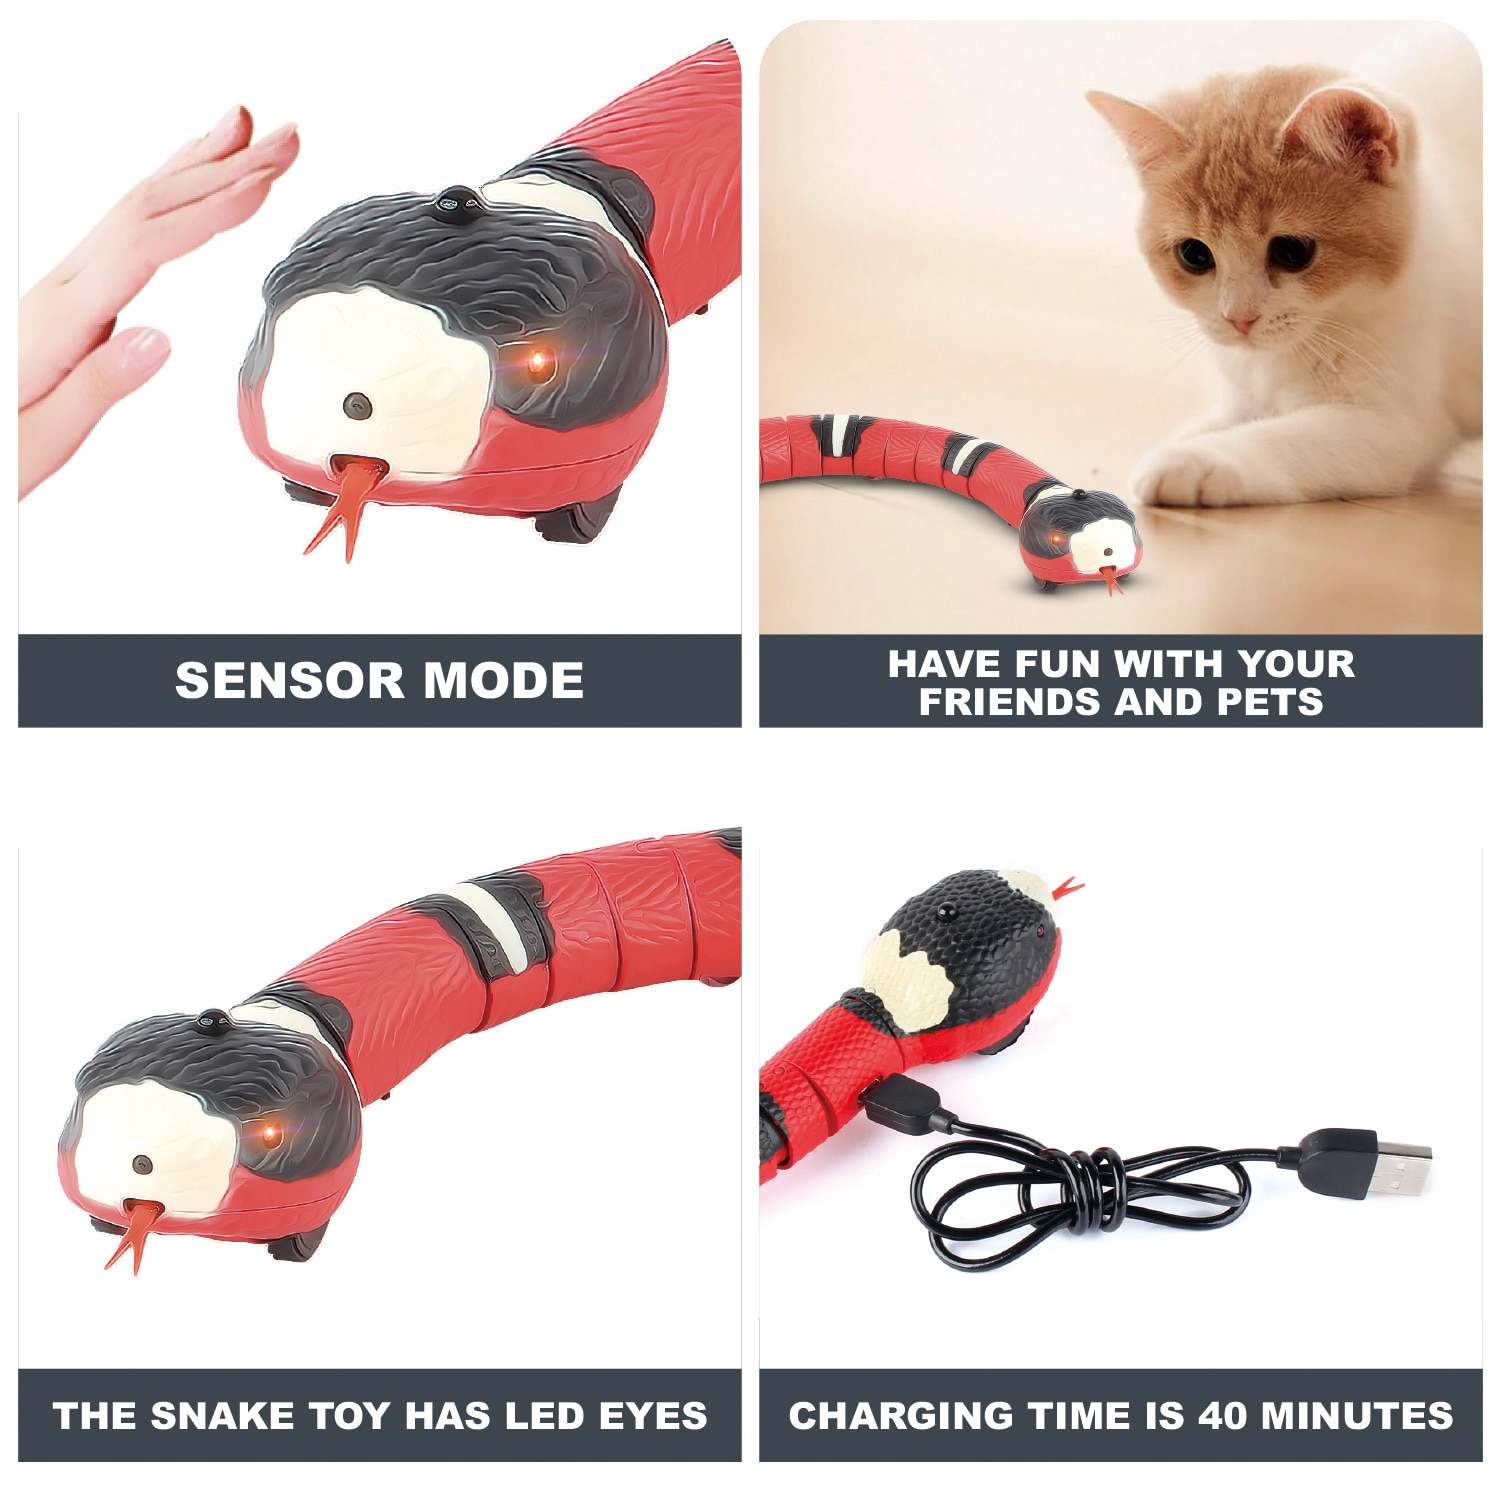 SENSOR MODE
HAVE FUN WITH YOUR
FRIENDS AND PETS
THE SNAKE TOY HAS LED EYES
CHARGING TIME IS 40 MINUTES